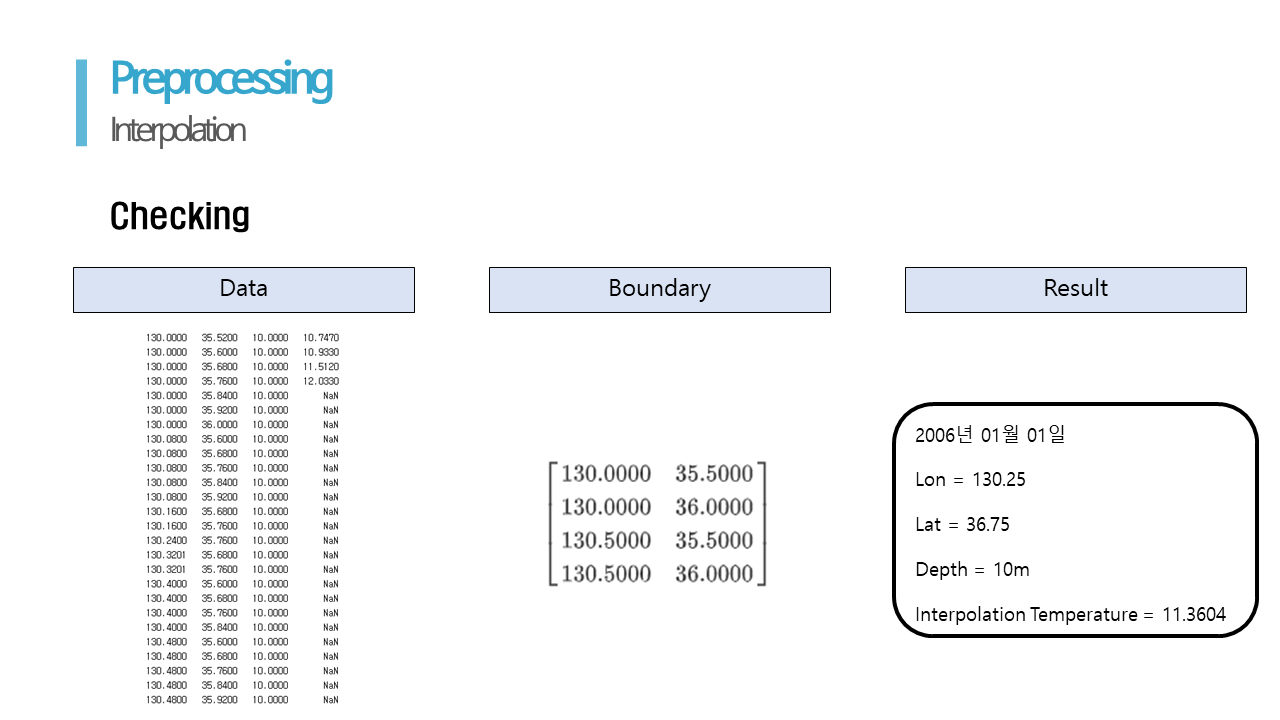 Preprocessing
Interpolation
Checking
Data
130.0000 35.5200 10.0000 10.7470
130.0000 35.6000 10.0000 10.9330
130.0000 35.6800 10.0000 11.5120
130.0000 35.7600 10.0000 12.0330
130.0000 35.8400 10.0000 NaN
130.0000 35.9200 10.0000 NaN
130.0000 36.0000 10.0000 NaN
130.0800 35.6000 10.0000 NaN
130.0800 35.6800 10.0000 NaN
130.0800 35.7600 10.0000 NaN
130.0800 35.8400 10.0000 NaN
130.0800 35.9200 10.0000 NaN
130.1600 35.6800 10.0000 NaN
130.1600 35.7600 10.0000 NaN
130.2400 35.7600 10.0000 NaN
130.3201 35.6800 10.0000 NaN
130.3201 35.7600 10.0000 NaN
130.4000 35.6000 10.0000 NaN
130.4000 35.6800 10.0000 NaN
130.4000 35.7600 10.0000 NaN
130.4000 35.8400 10.0000 NaN
130.4800 35.6000 10.0000 NaN
130.4800 35.6800 10.0000 NaN
130.4800 35.7600 10.0000 NaN
130.4800 35.8400 10.0000 NaN
130.4800 35.9200 10.0000 NaN
Boundary
130.0000 35.5000
130.0000 36.0000
130.5000 35.5000
130.5000 36.0000
Result
2006년 01월 01일
Lon = 130.25
Lat = 36.75
Depth = 10m
Interpolation Temperature = 11.3604